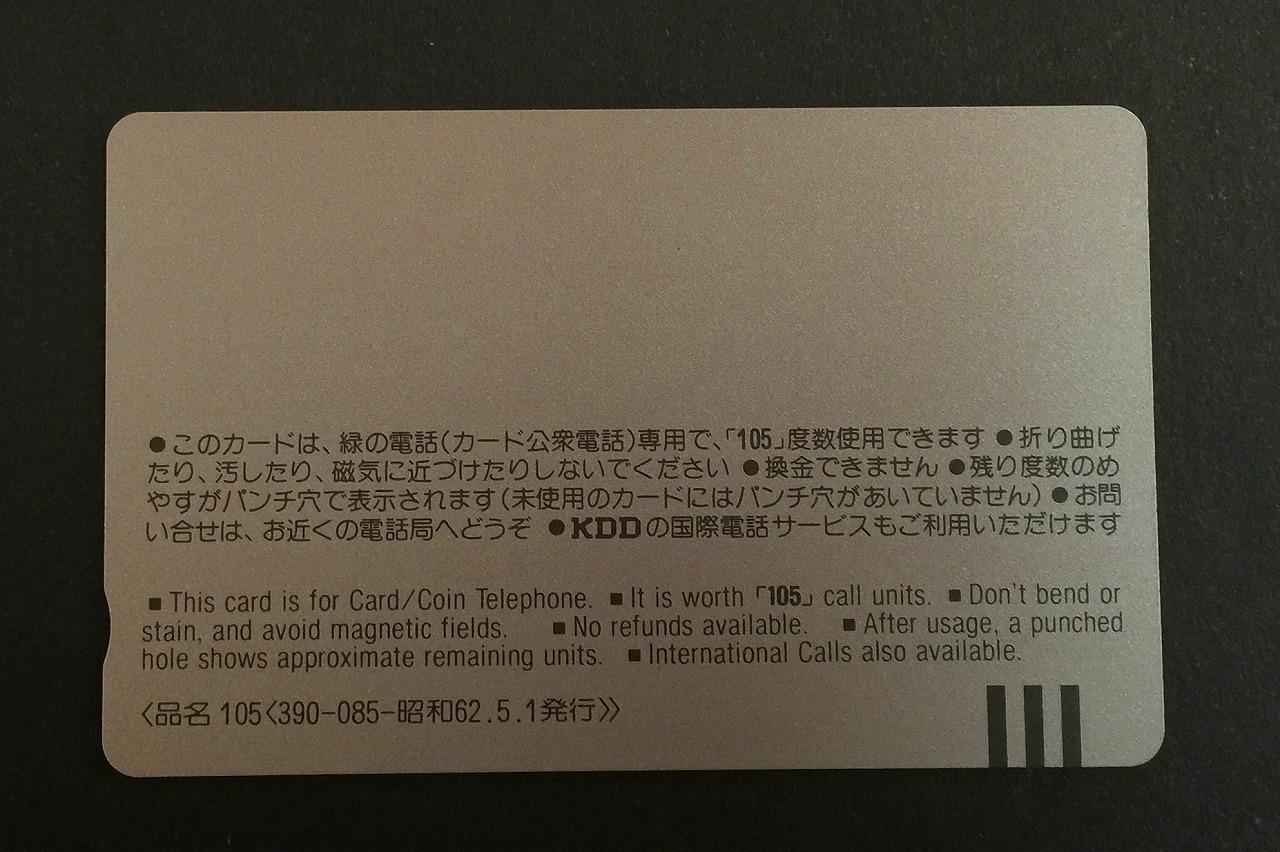 ●このカードは、緑の電話(カード公衆電話)専用で、「105」度数使用できます ●折り曲げ
たり、汚したり、磁気に近づけたりしないでください ●換金できません ●残り度数のめ
やすがパンチ穴で表示されます(未使用のカードにはパンチ穴があいていません) ●お問
い合せは、お近くの電話局へどうぞ ●KDDの国際電話サービスもご利用いただけます
■This card is for Card/Coin Telephone. ■It is worth「105」call units. ■Don't bend or
stain, and avoid magnetic fields. ■No refunds available. ■After usage, a punched
hole shows approximate remaining units. ■International Calls also available.
〈品名 105〈390-085-昭和62.5.1発行〉〉